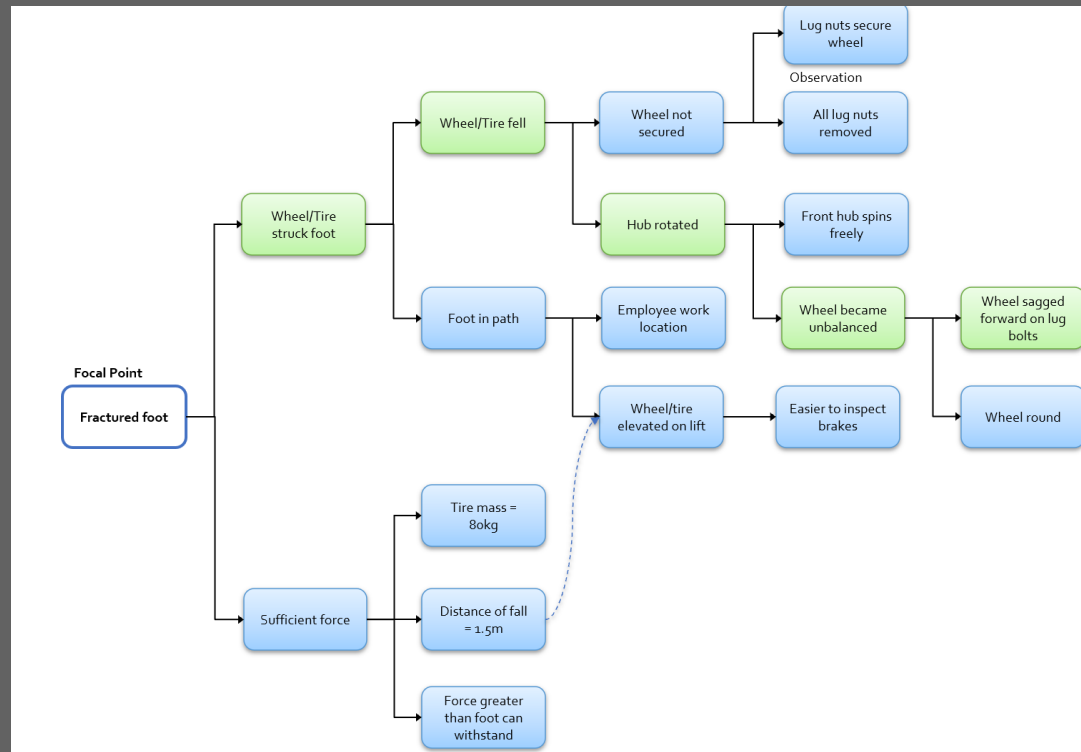 Lug nuts secure
wheel
Observation
Wheel/Tire fell
Wheel not
secured
All lug nuts
removed
Wheel/Tire
struck foot
Hub rotated
Front hub spins
freely
Foot in path
Employee work
location
Wheel became
unbalanced
Wheel sagged
forward on lug
bolts
Focal Point
Fractured foot
Wheel/tire
elevated on lift
Easier to inspect
brakes
Wheel round
Tire mass =
80kg
Sufficient force
Distance of fall
= 1.5m
Force greater
than foot can
withstand